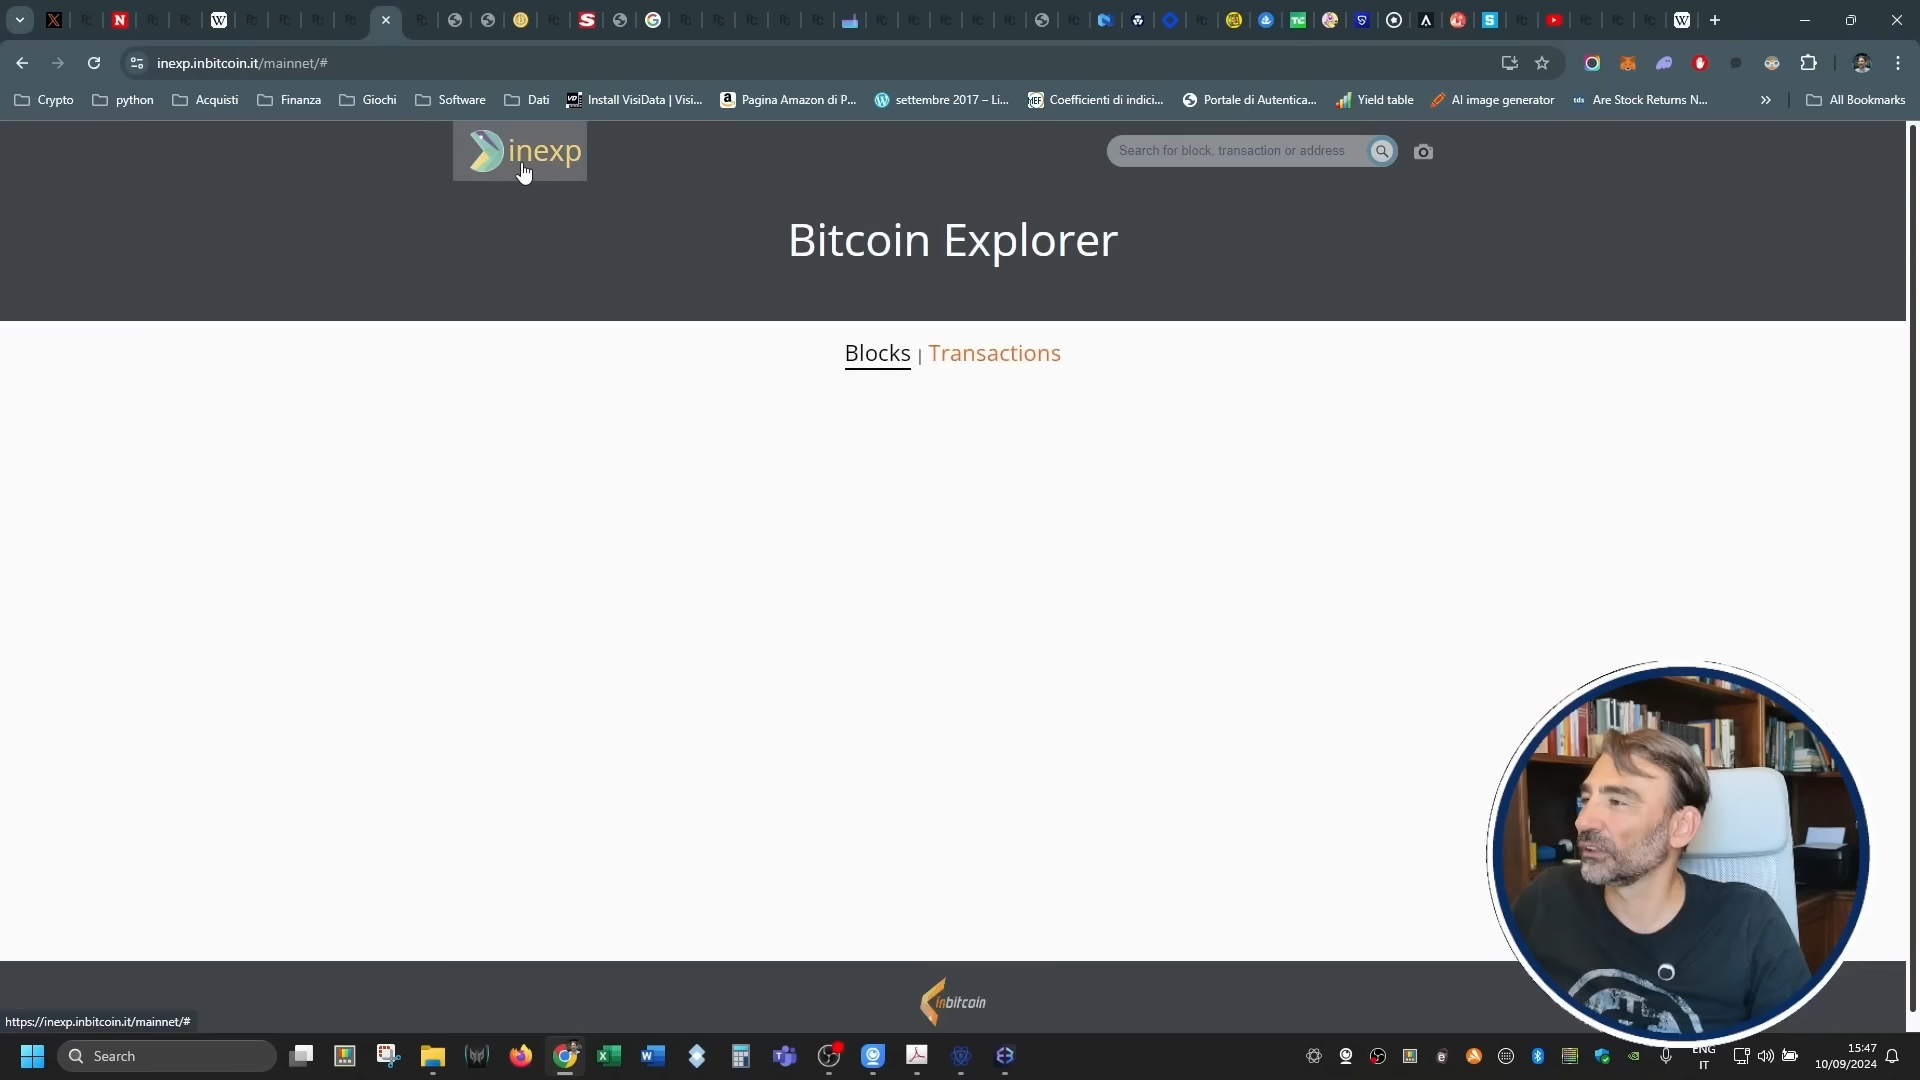 inexp.inbitcoin.it/mainnet/#
Crypto
python
Acquisti
Finanza
Giochi
Software
Dati
Install VisiData | Visi...
Pagina Amazon di P...
settembre 2017 – Li...
Coefficienti di indici...
Portale di Autentica...
Yield table
AI image generator
Are Stock Returns N...
All Bookmarks
inexp
Search for block, transaction or address
Bitcoin Explorer
Blocks | Transactions
inbitcoin
https://inexp.inbitcoin.it/mainnet/#
Search
ENG
IT
15:47
10/09/2024